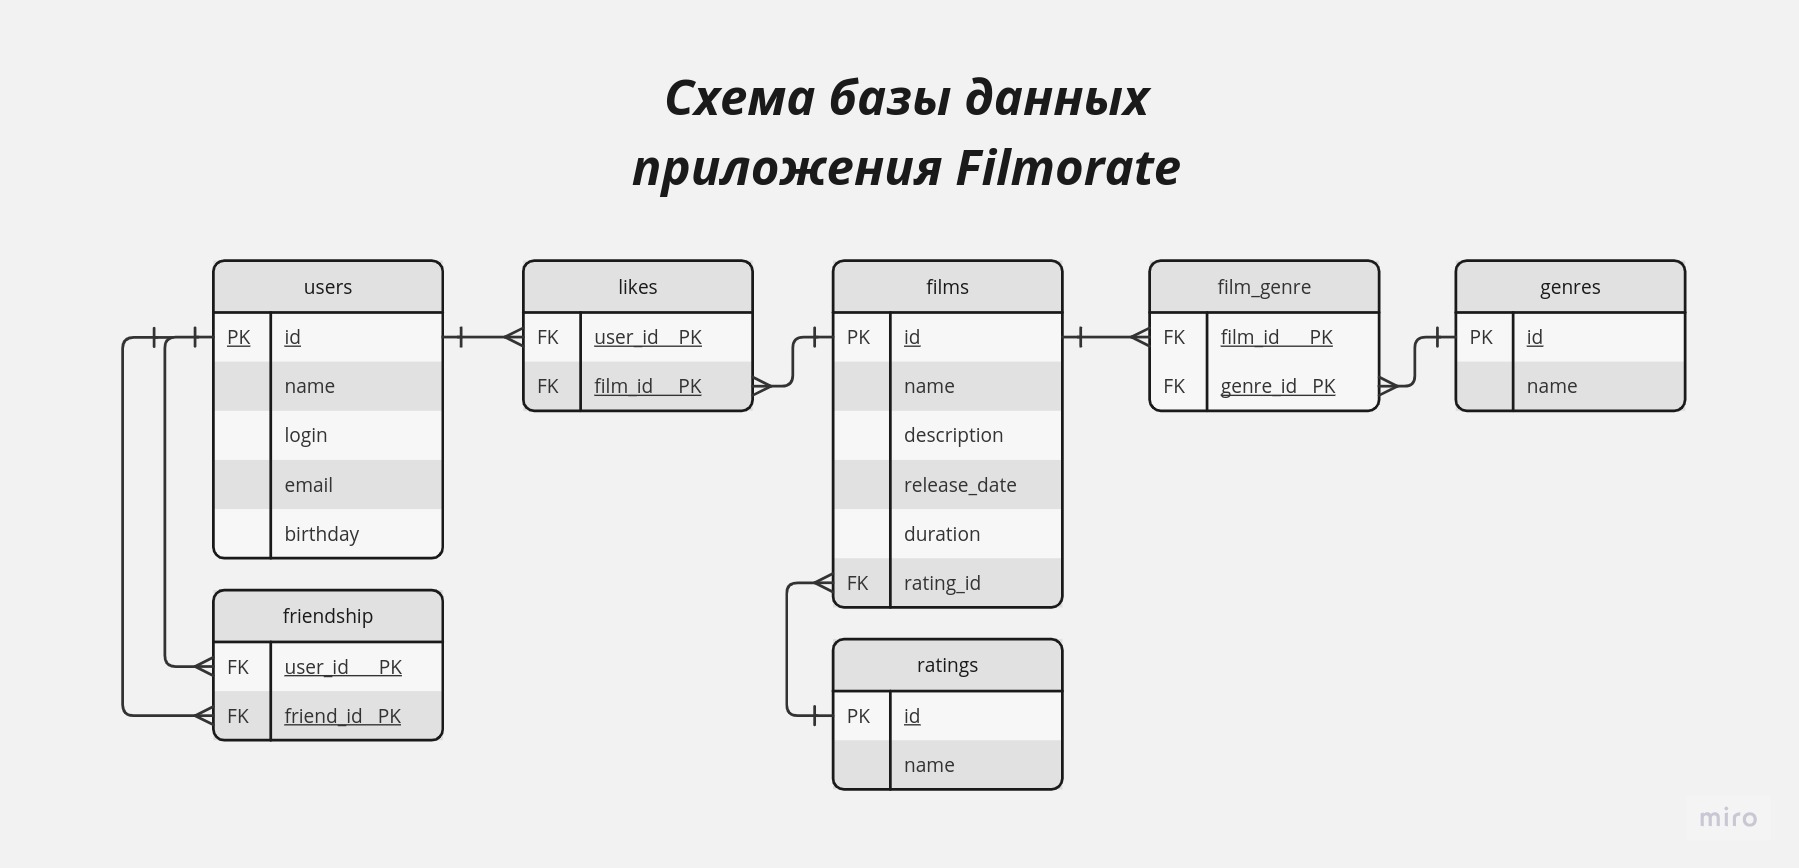 Схема базы данных
приложения Filmorate
users
PK id
name
login
email
birthday
likes
FK user_id PK
FK film_id PK
films
PK id
name
description
release_date
duration
FK rating_id
film_genre
FK film_id PK
FK genre_id PK
genres
PK id
name
friendship
FK user_id PK
FK friend_id PK
ratings
PK id
name
miro